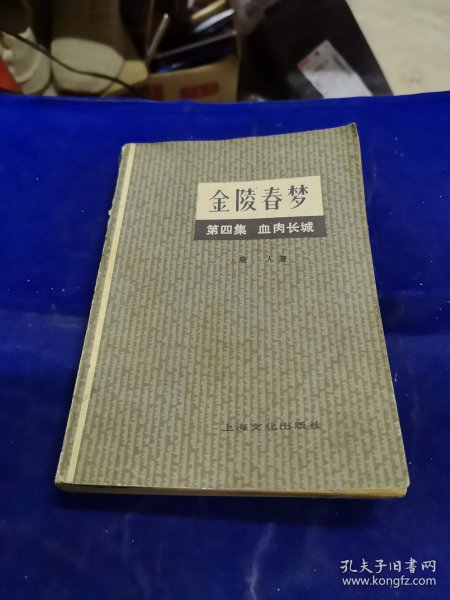 金陵春梦
第四集 血肉长城
唐 人著
上海文化出版社
孔夫子旧书网
www.kongfz.com